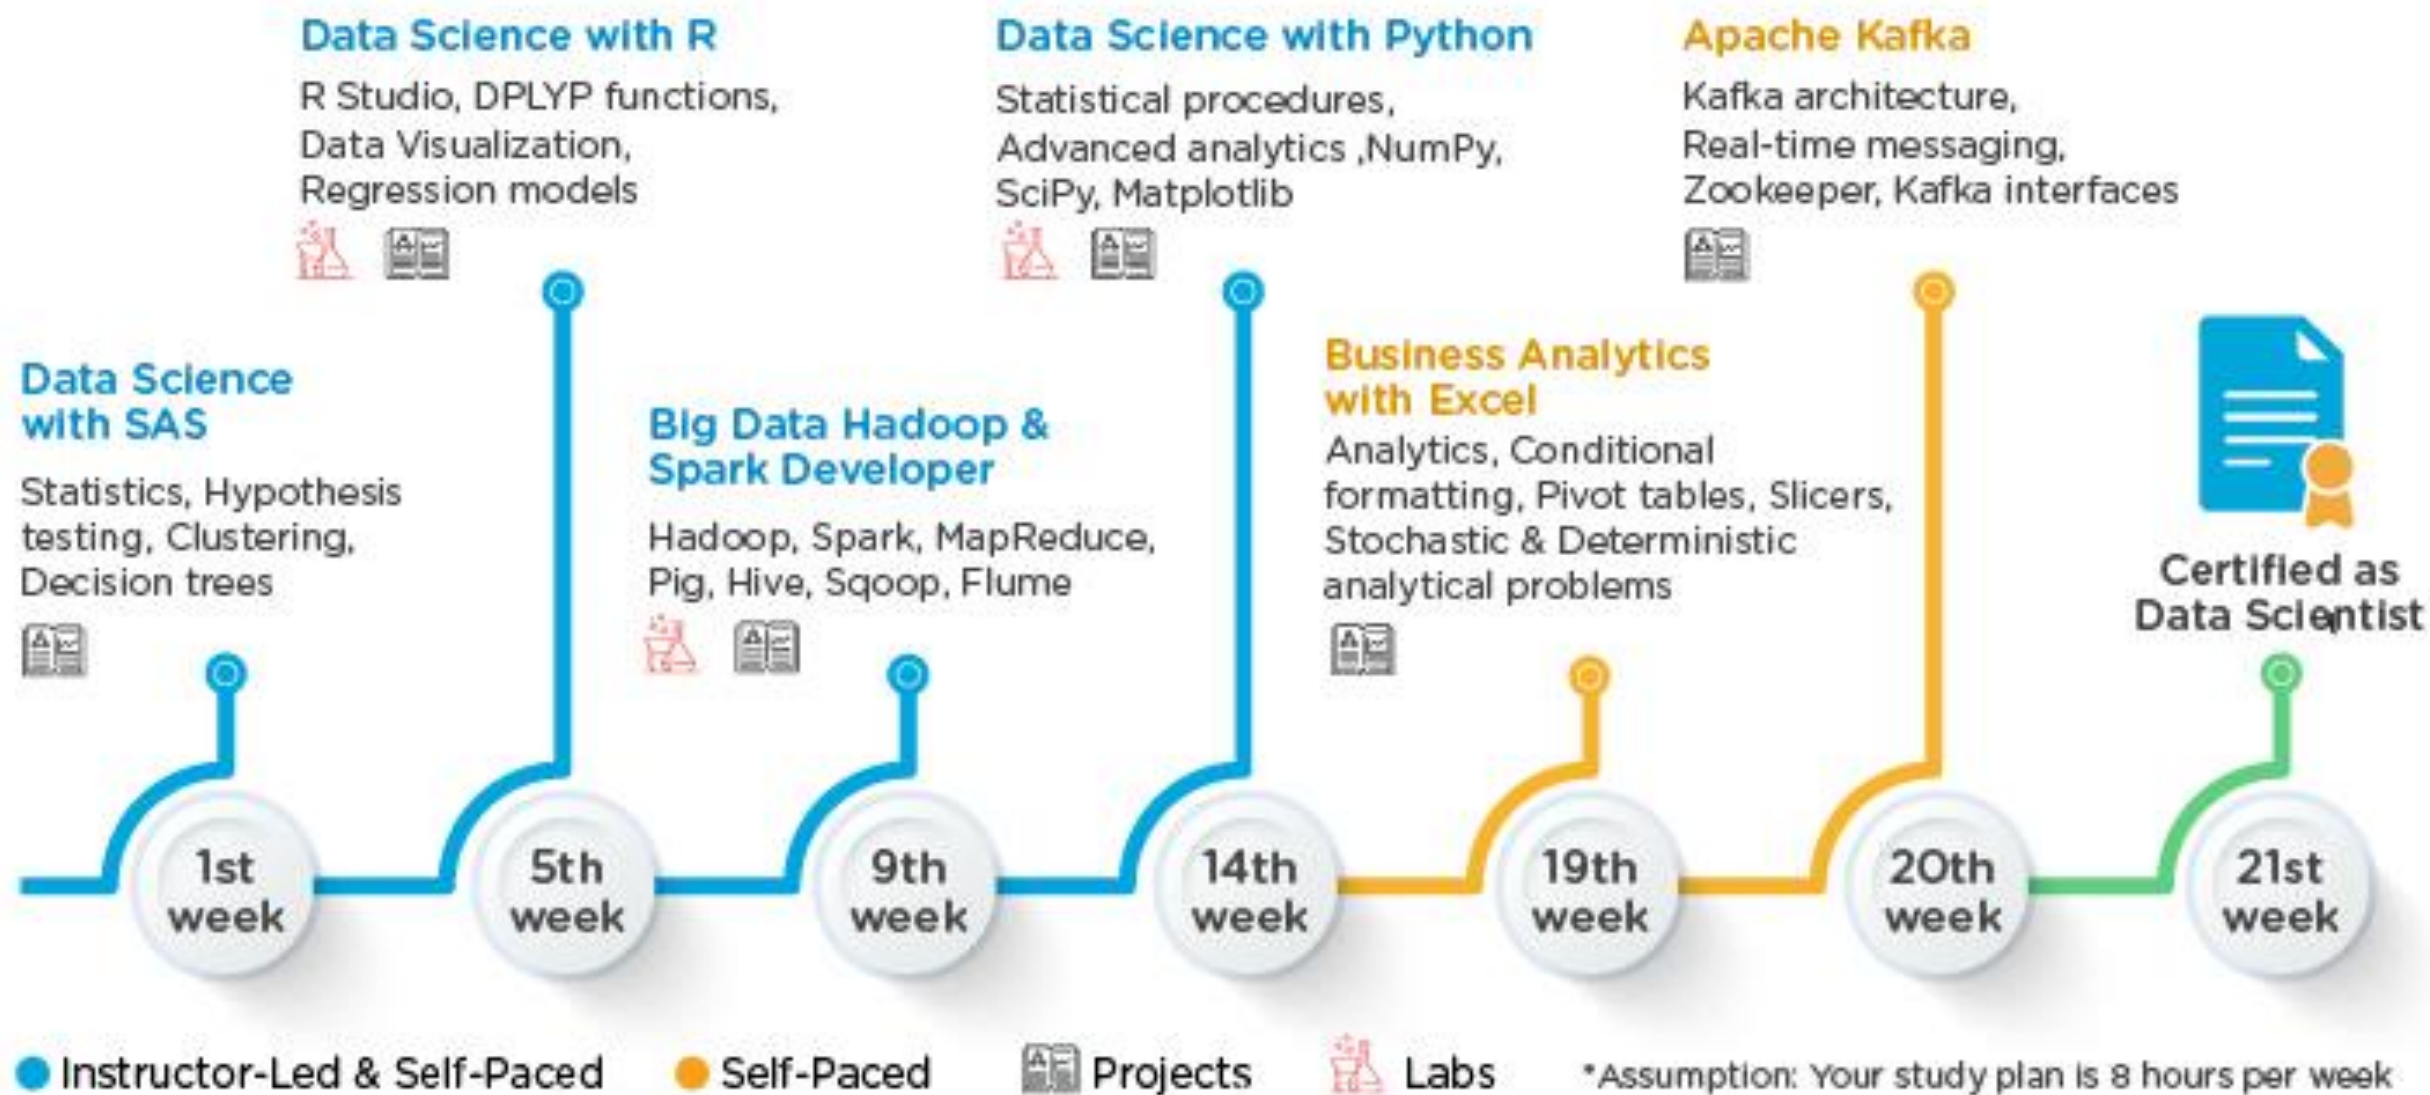 Data Science with R
R Studio, DPLYP functions,
Data Visualization,
Regression models
Data Science with Python
Statistical procedures,
Advanced analytics ,NumPy,
SciPy, Matplotlib
Apache Kafka
Kafka architecture,
Real-time messaging,
Zookeeper, Kafka interfaces
Data Science
with SAS
Statistics, Hypothesis
testing, Clustering,
Decision trees
Big Data Hadoop &
Spark Developer
Hadoop, Spark, MapReduce,
Pig, Hive, Sqoop, Flume
Business Analytics
with Excel
Analytics, Conditional
formatting, Pivot tables, Slicers,
Stochastic & Deterministic
analytical problems
Certified as
Data Scientist
1st
week
5th
week
9th
week
14th
week
19th
week
20th
week
21st
week
Instructor-Led & Self-Paced
Self-Paced
Projects
Labs
*Assumption: Your study plan is 8 hours per week